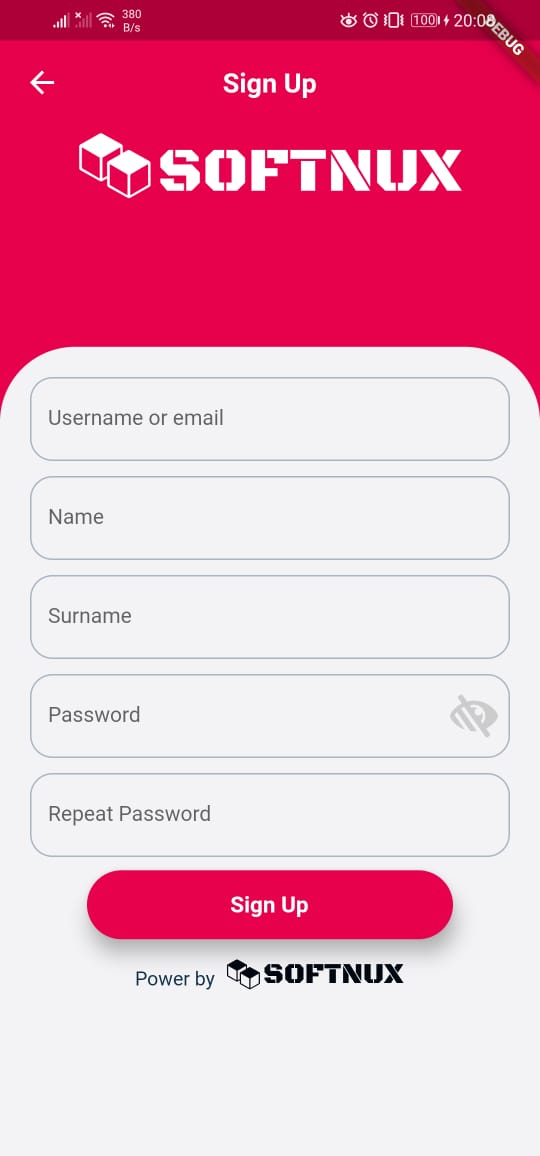 380
B/s
100
20:08
DEBUG
Sign Up
SOFTNUX
Username or email
Name
Surname
Password
Repeat Password
Sign Up
Power by SOFTNUX